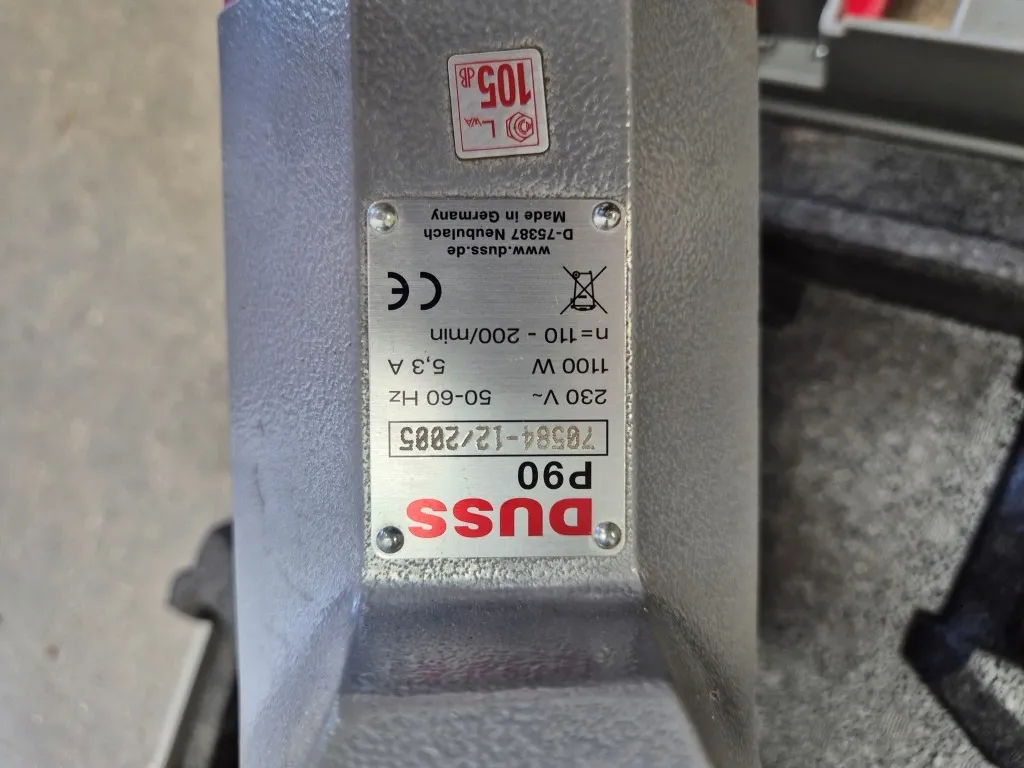 DUSS
P90
70584-12/2005
230 V~ 50-60 Hz
1100 W 5,3 A
n=110 - 200/min
CE
www.duss.de
D-75387 Neubulach
Made in Germany
LWA
105 dB